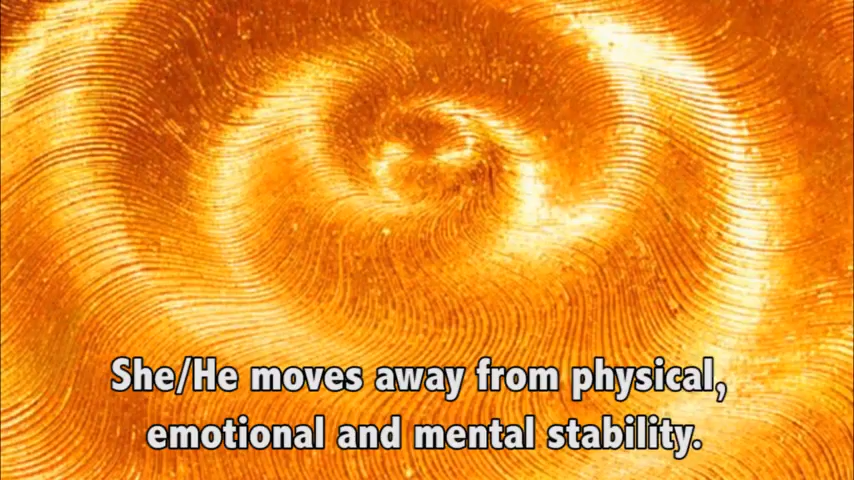 She/He moves away from physical,
emotional and mental stability.